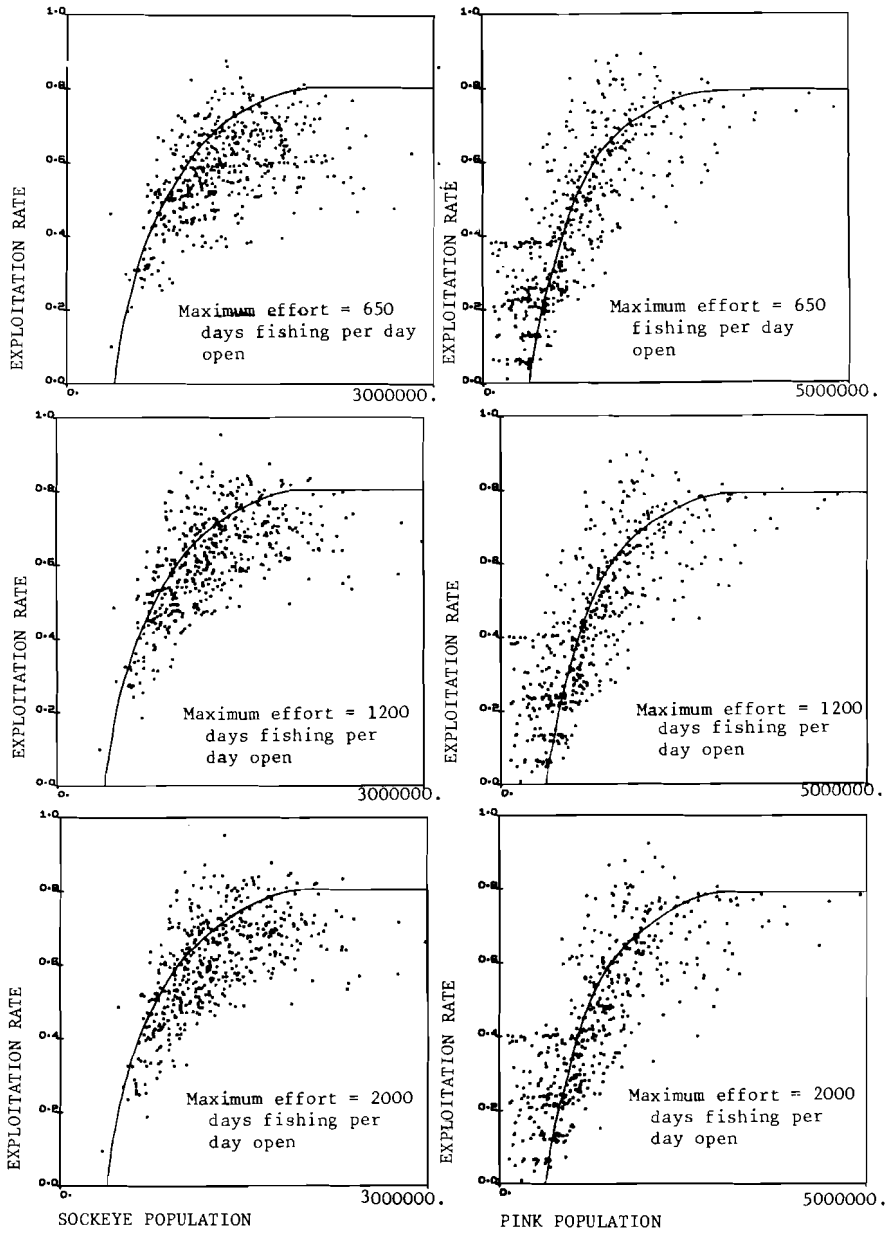 1.0
0.8
0.6
0.4
0.2
0.0
EXPLOITATION RATE
Maximum effort = 650
days fishing per day
open
0.
3000000.
0.8
0.6
0.4
0.2
0.0
EXPLOITATION RATE
Maximum effort = 650
fishing per day
open
0.
5000000.
1.0
0.8
0.6
0.4
0.2
0.0
EXPLOITATION RATE
Maximum effort = 1200
days fishing per
day open
0.
3000000.
1.0
0.8
0.6
0.4
0.2
0.0
EXPLOITATION RATE
Maximum effort = 1200
days fishing per
day open
0.
5000000.
1.0
0.8
0.6
0.4
0.2
0.0
EXPLOITATION RATE
Maximum effort = 2000
days fishing per
day open
0.
3000000.
SOCKEYE POPULATION
1.0
0.8
0.6
0.4
0.2
0.0
EXPLOITATION RATE
Maximum effort = 2000
days fishing per
day open
0.
5000000.
PINK POPULATION